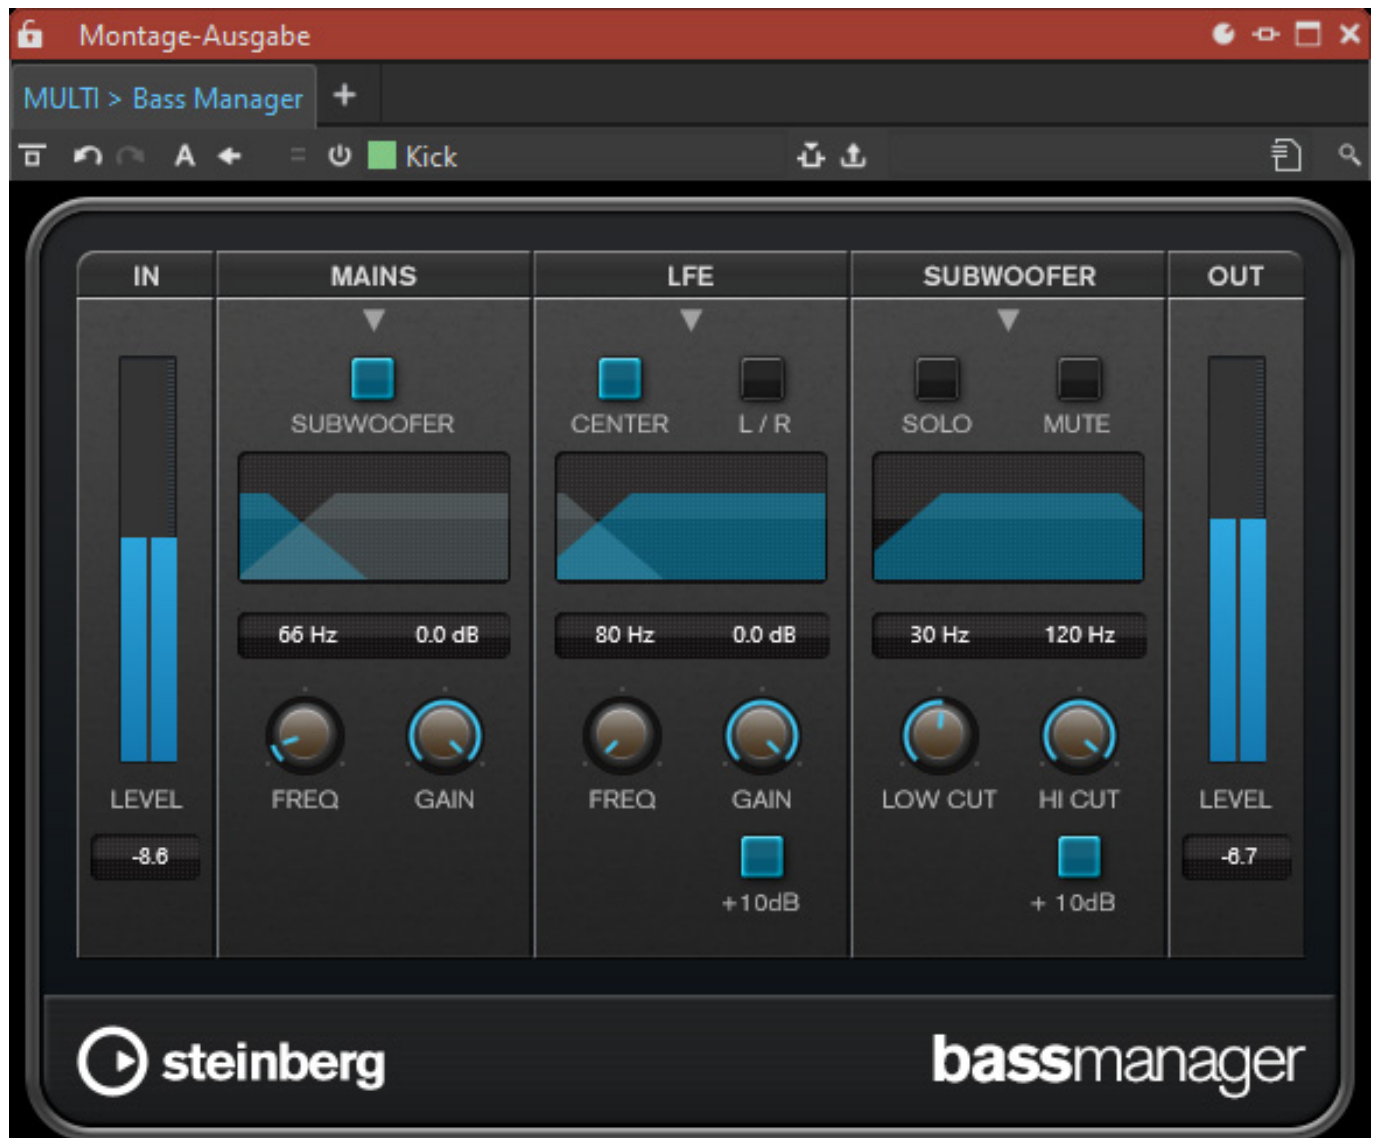 Montage-Ausgabe
MULTI > Bass Manager +
A = Kick
IN MAINS LFE SUBWOOFER OUT
SUBWOOFER CENTER L / R SOLO MUTE
66 Hz 0.0 dB 80 Hz 0.0 dB 30 Hz 120 Hz
LEVEL FREQ GAIN FREQ GAIN LOW CUT HI CUT LEVEL
-8.6 -6.7
+10dB + 10dB
steinberg bassmanager